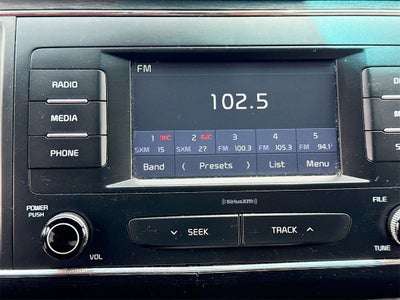 FM
RADIO
102.5
MEDIA
1 2 3 4 5
SXM 15 SXM 27 FM 104.3 FM 105.3 FM 94.1
PHONE
Band ⟨ Presets ⟩ List Menu
SiriusXM
POWER
PUSH
FILE
SEEK
TRACK
VOL
TUNE